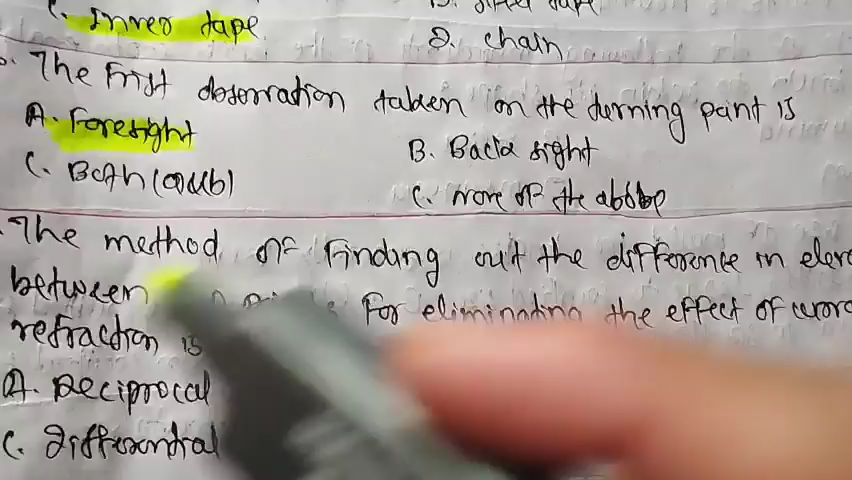 C. Inner tape
D. chain
The First observation taken on the turning point is
A. Foresight
B. Back sight
C. Both (a&b)
C. none of the above
The method of Finding out the difference in
between For eliminating the effect of
refraction is
A. Reciprocal
C. Differential